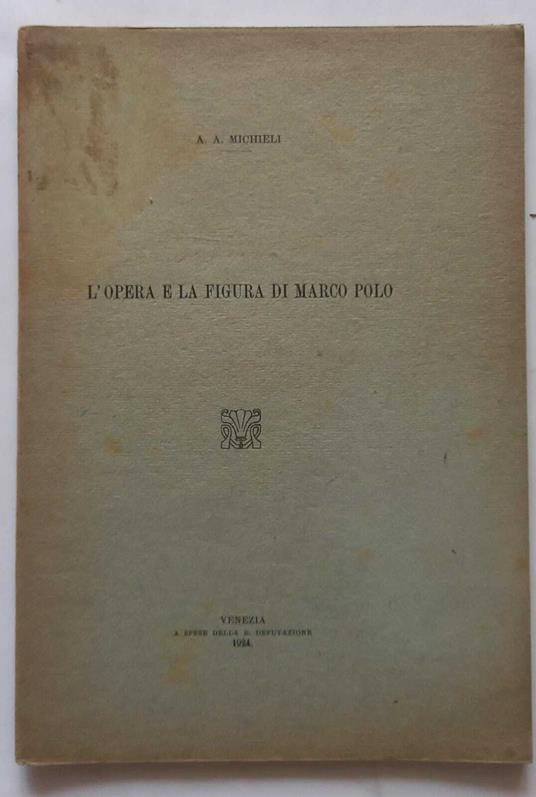 A. A. MICHIELI
L'OPERA E LA FIGURA DI MARCO POLO
VENEZIA
A SPESE DELLA R. DEPUTAZIONE
1924.